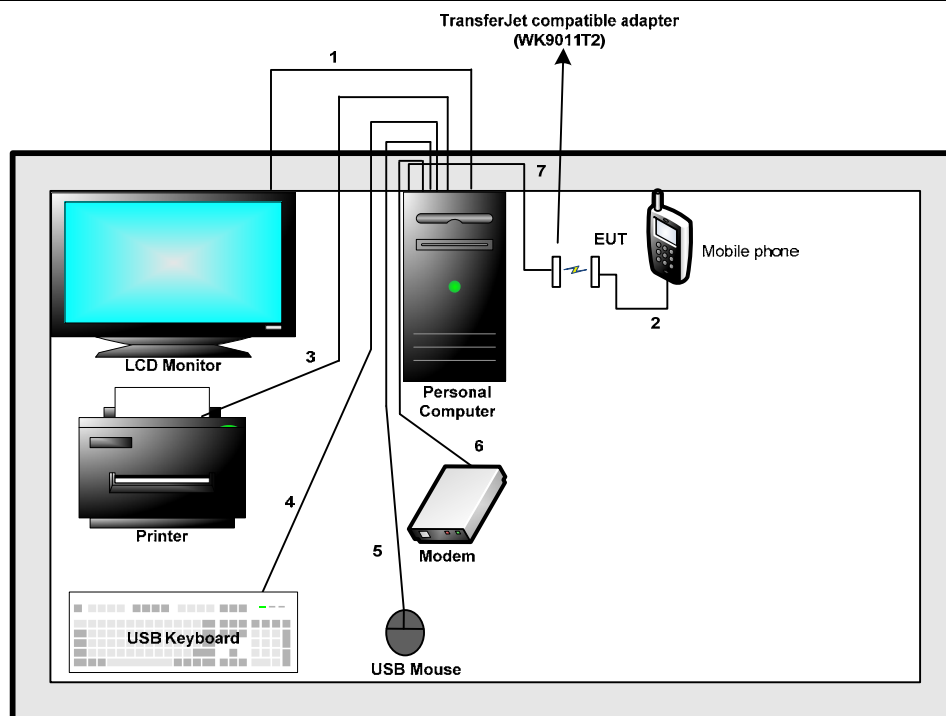 TransferJet compatible adapter
(WK9011T2)
1
7
EUT
Mobile phone
2
LCD Monitor
3
Personal
Computer
6
4
Printer
5
Modem
USB Keyboard
USB Mouse